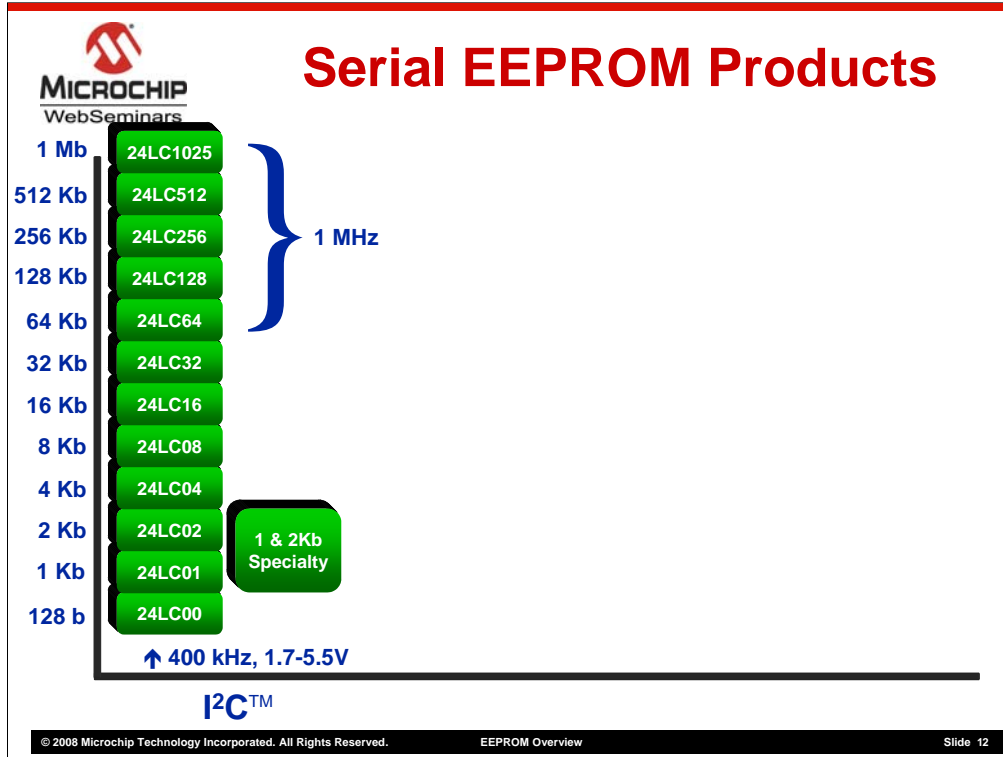 MICROCHIP
WebSeminars
Serial EEPROM Products
1 Mb 24LC1025
512 Kb 24LC512
256 Kb 24LC256
1 MHz
128 Kb 24LC128
64 Kb 24LC64
32 Kb 24LC32
16 Kb 24LC16
8 Kb 24LC08
4 Kb 24LC04
2 Kb 24LC02
1 & 2Kb
Specialty
1 Kb 24LC01
128 b 24LC00
↑ 400 kHz, 1.7-5.5V
I²C™
© 2008 Microchip Technology Incorporated. All Rights Reserved. EEPROM Overview Slide 12